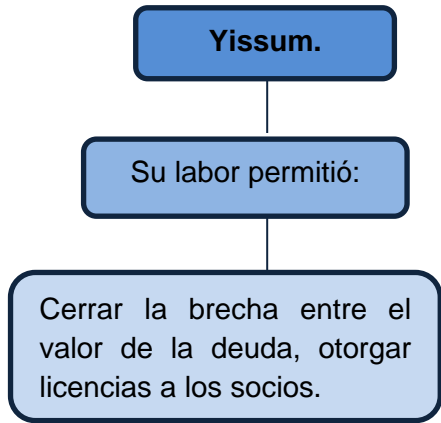 Yissum.
Su labor permitió:
Cerrar la brecha entre el
valor de la deuda, otorgar
licencias a los socios.